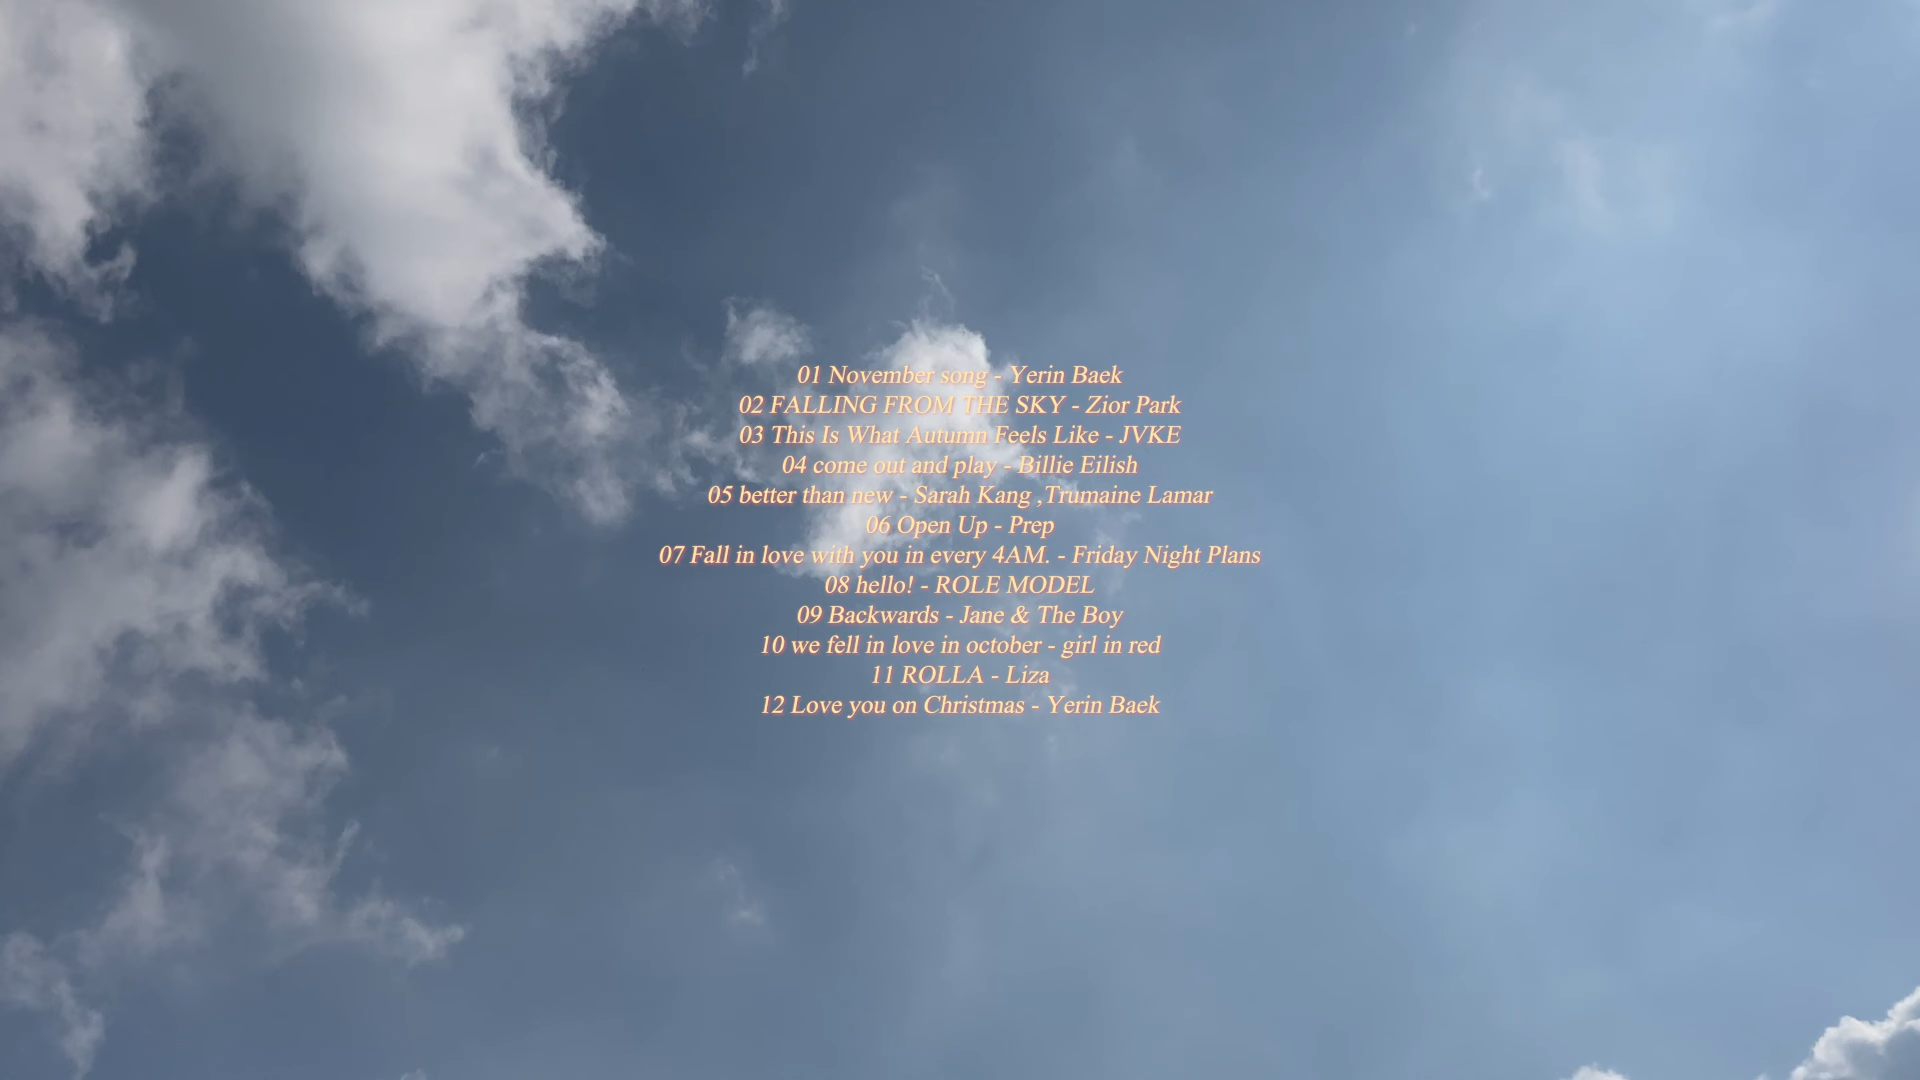 01 November song - Yerin Baek
02 FALLING FROM THE SKY - Zior Park
03 This Is What Autumn Feels Like - JVKE
04 come out and play - Billie Eilish
05 better than new - Sarah Kang ,Trumaine Lamar
06 Open Up - Prep
07 Fall in love with you in every 4AM. - Friday Night Plans
08 hello! - ROLE MODEL
09 Backwards - Jane & The Boy
10 we fell in love in october - girl in red
11 ROLLA - Liza
12 Love you on Christmas - Yerin Baek